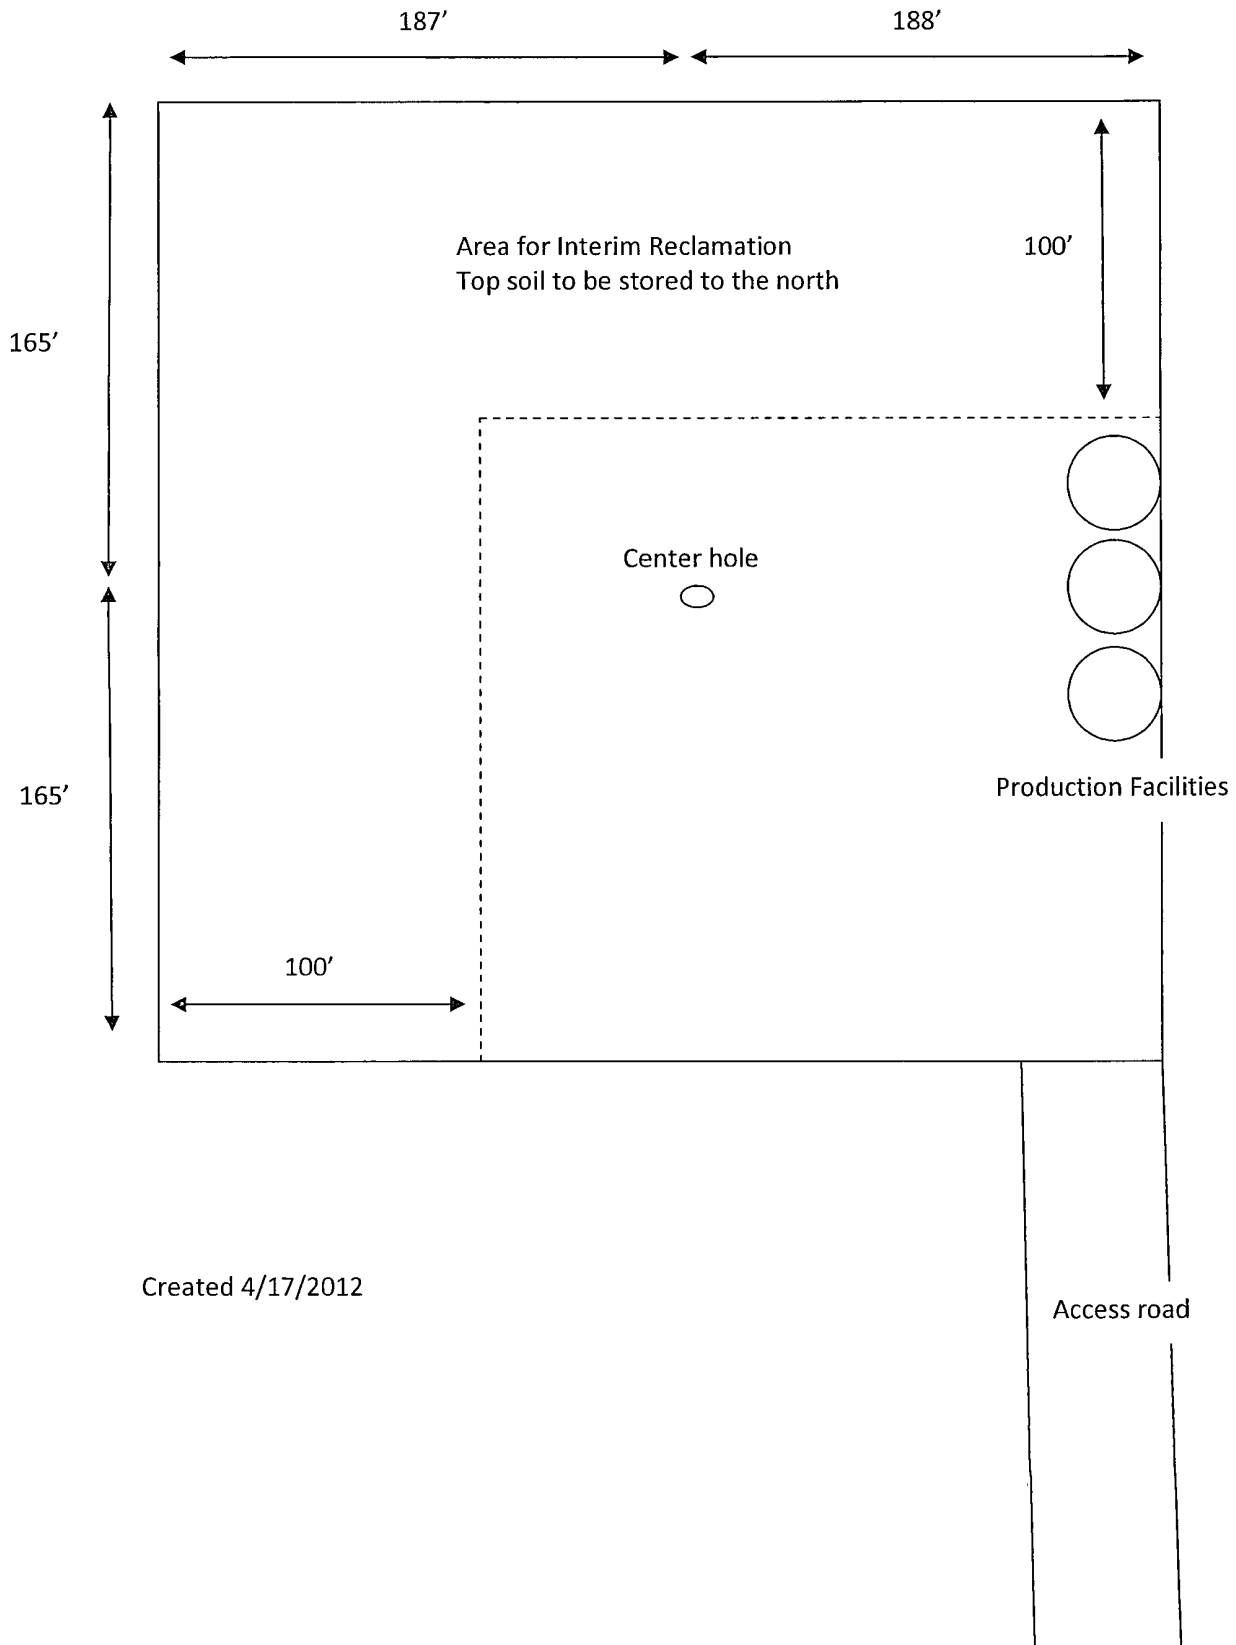 187’
188’
Area for Interim Reclamation
Top soil to be stored to the north
100’
165’
Center hole
Production Facilities
165’
100’
Created 4/17/2012
Access road